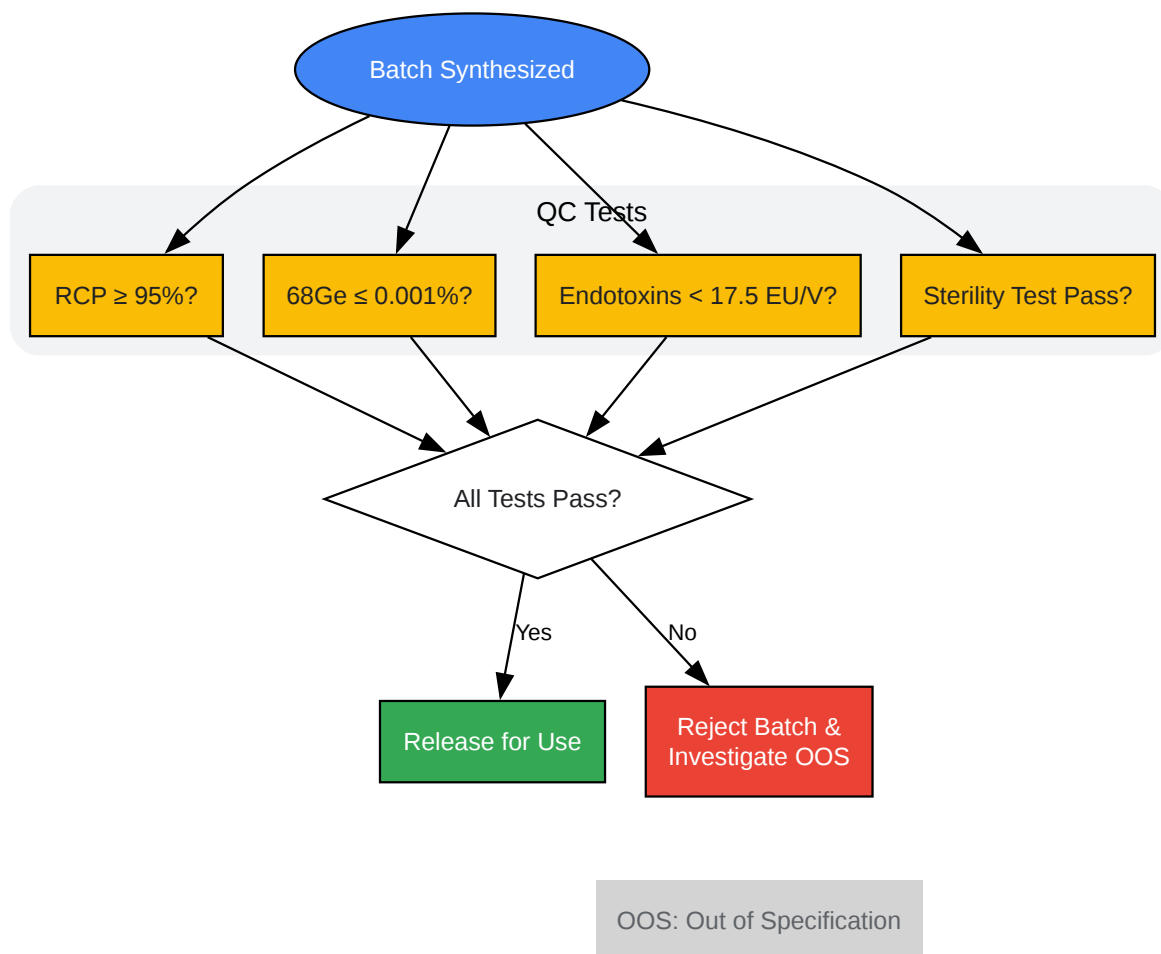 Batch Synthesized
QC Tests
RCP ≥ 95%?
68Ge ≤ 0.001%?
Endotoxins < 17.5 EU/V?
Sterility Test Pass?
All Tests Pass?
Yes
No
Release for Use
Reject Batch &
Investigate OOS
OOS: Out of Specification